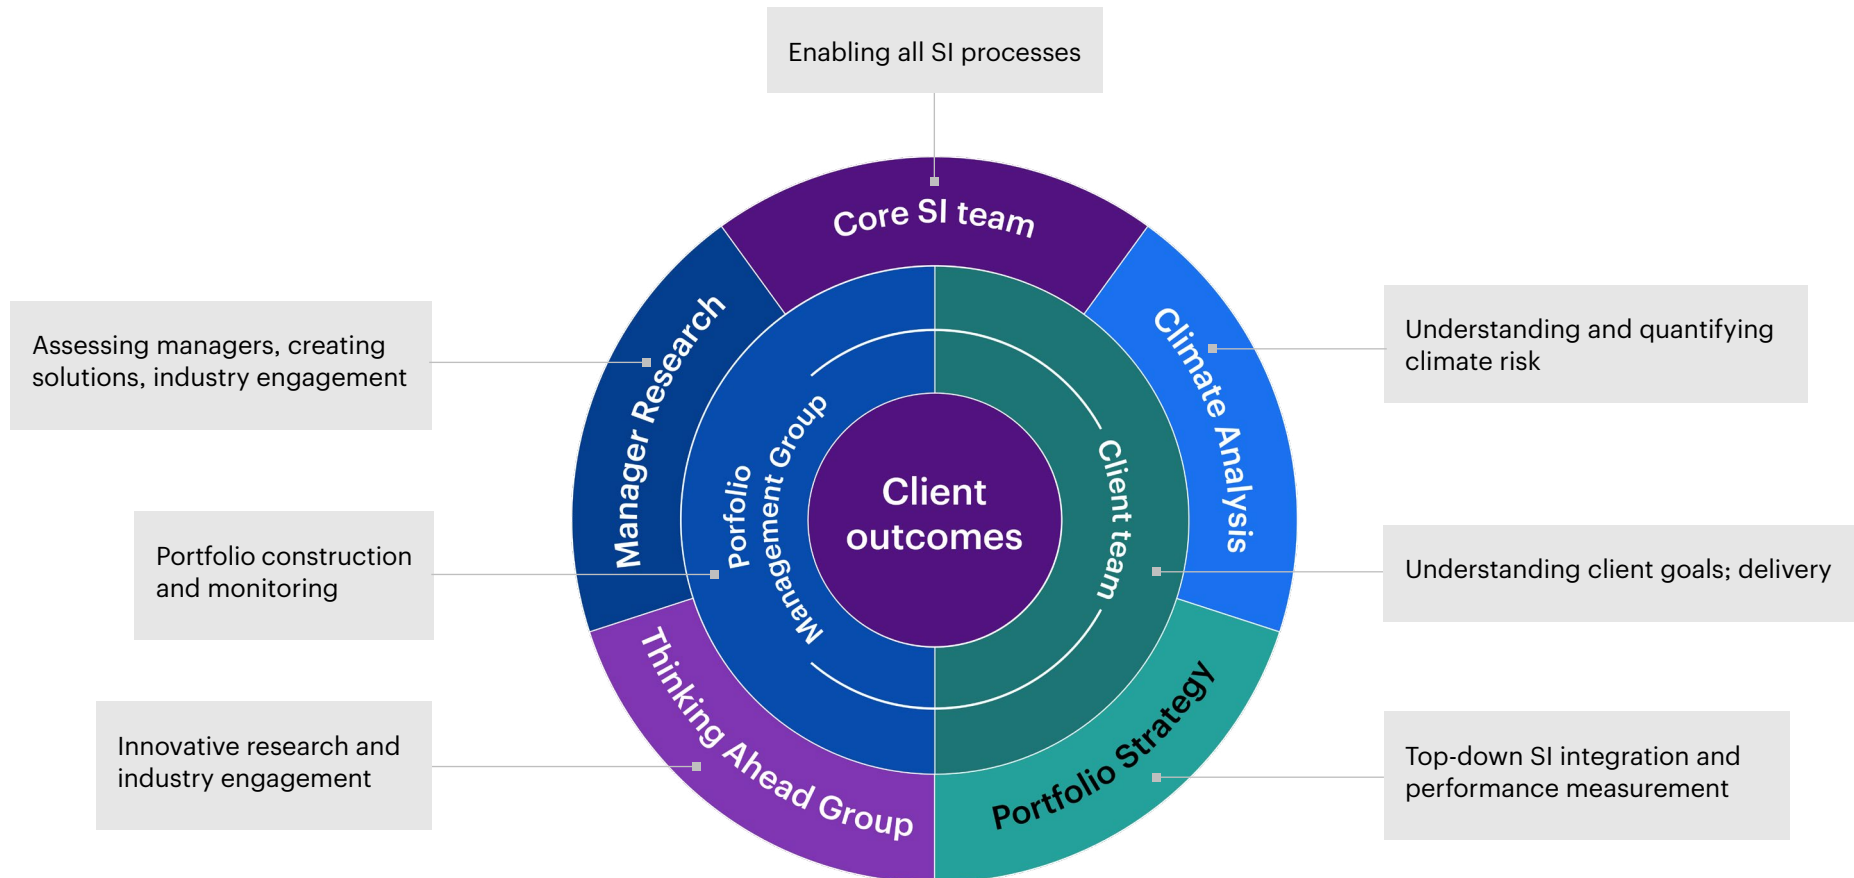 Enabling all SI processes
Core SI team
Assessing managers, creating
solutions, industry engagement
Manager Research
Climate Analysis
Understanding and quantifying
climate risk
Porfolio
Management Group
Client
outcomes
Client team
Portfolio construction
and monitoring
Understanding client goals; delivery
Thinking Ahead Group
Portfolio Strategy
Innovative research and
industry engagement
Top-down SI integration and
performance measurement